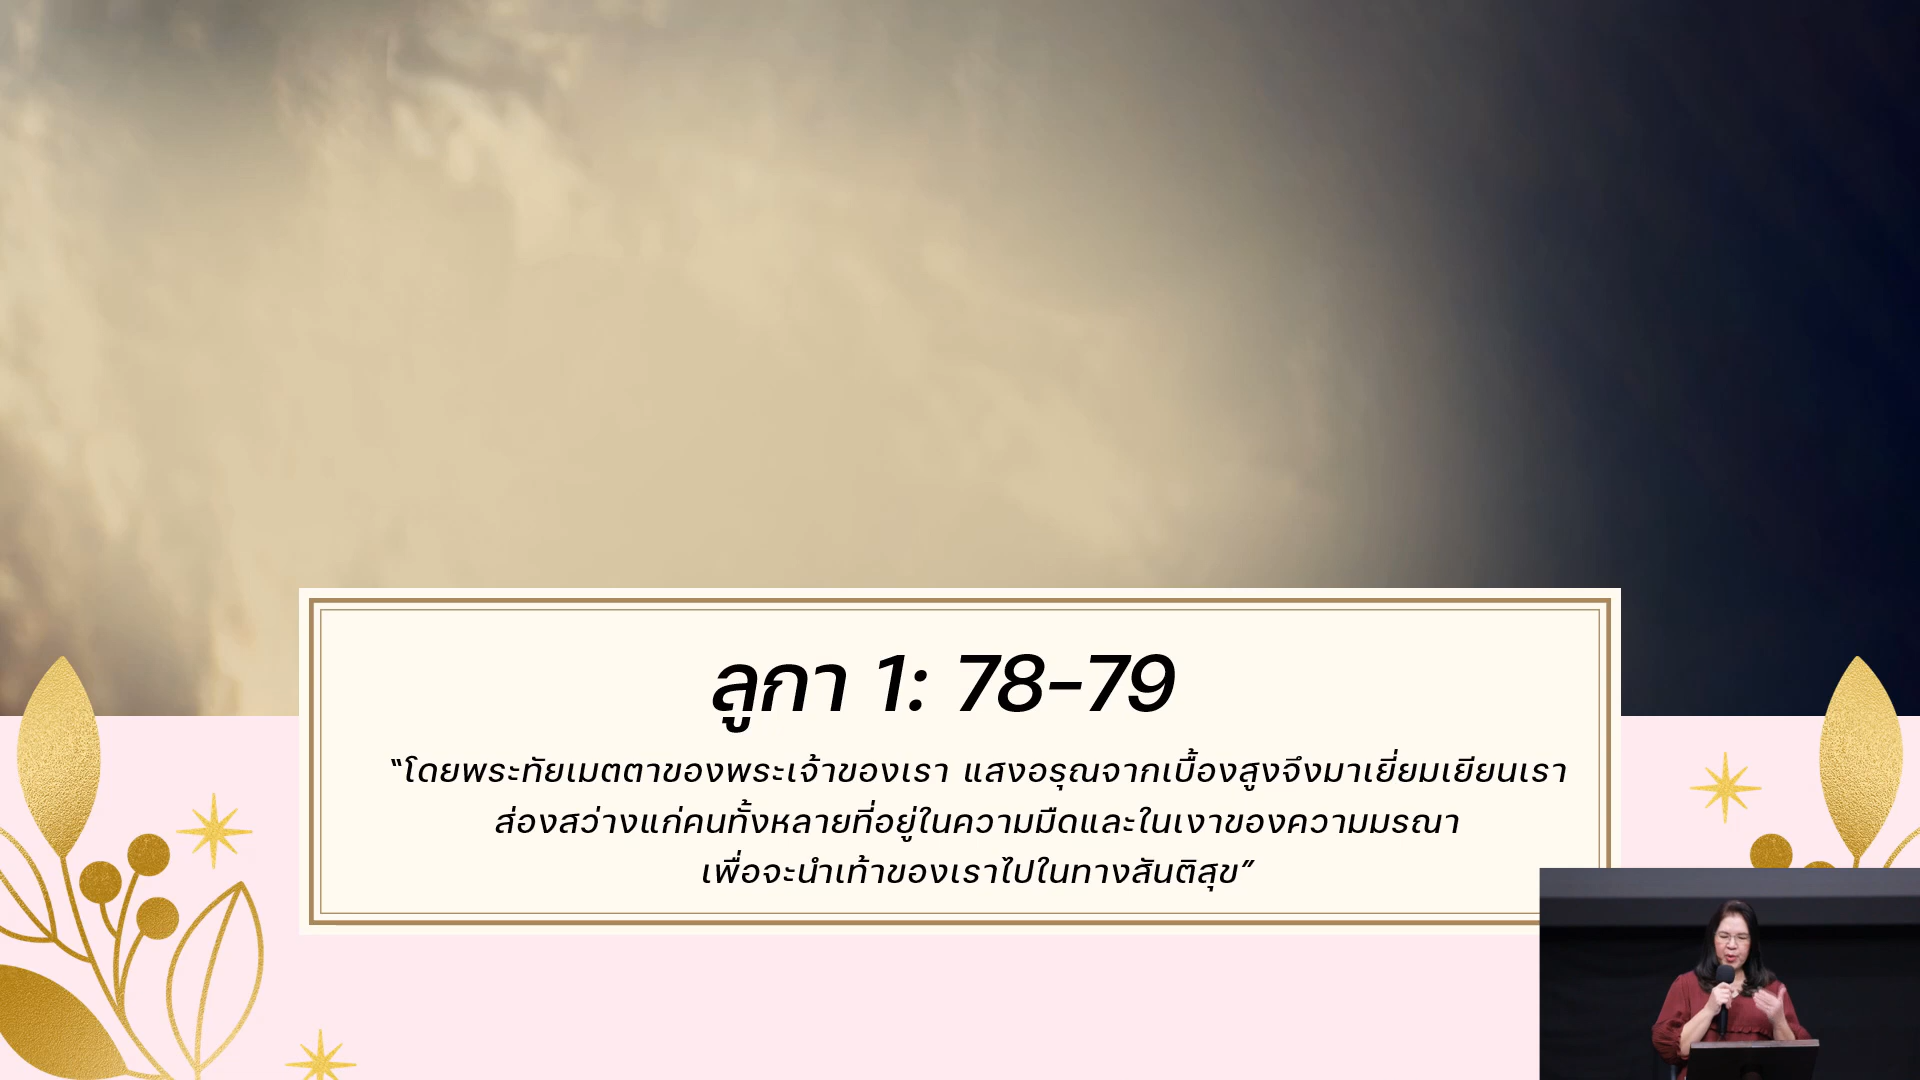 ลูกา 1: 78-79
“โดยพระทัยเมตตาของพระเจ้าของเรา แสงอรุณจากเบื้องสูงจึงมาเยี่ยมเยียนเรา
ส่องสว่างแก่คนทั้งหลายที่อยู่ในความมืดและในเงาของความมรณา
เพื่อจะนำเท้าของเราไปในทางสันติสุข”